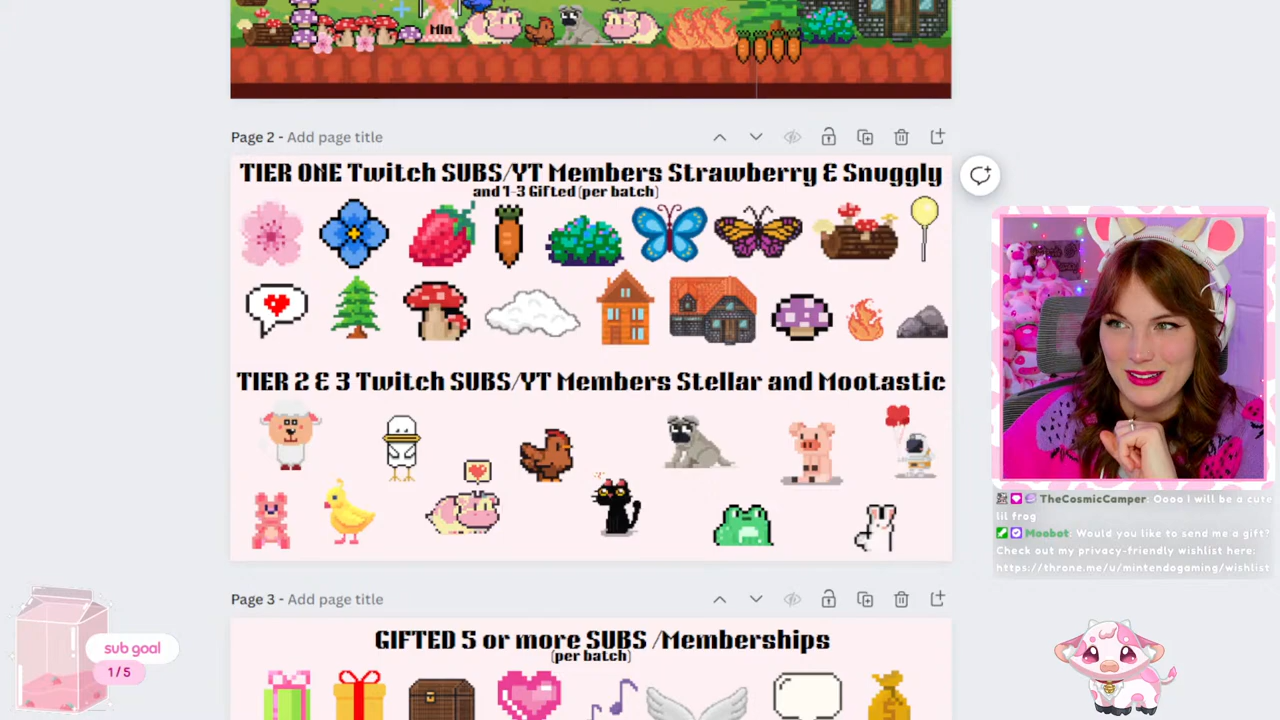 Min
Page 2 - Add page title
TIER ONE Twitch SUBS/YT Members Strawberry & Snuggly
and 1-3 Gifted (per batch)
TIER 2 & 3 Twitch SUBS/YT Members Stellar and Mootastic
Page 3 - Add page title
GIFTED 5 or more SUBS /Memberships
(per batch)
TheCosmicCamper: Oooo I will be a cute
lil frog
Moobot: Would you like to send me a gift?
Check out my privacy-friendly wishlist here:
https://throne.me/u/mintendogaming/wishlist
sub goal
1/5